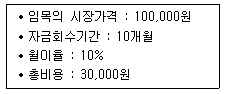 • 임목의 시장가격 : 100,000원
• 자금회수기간 : 10개월
• 월미율 : 10%
• 총비용 : 30,000원